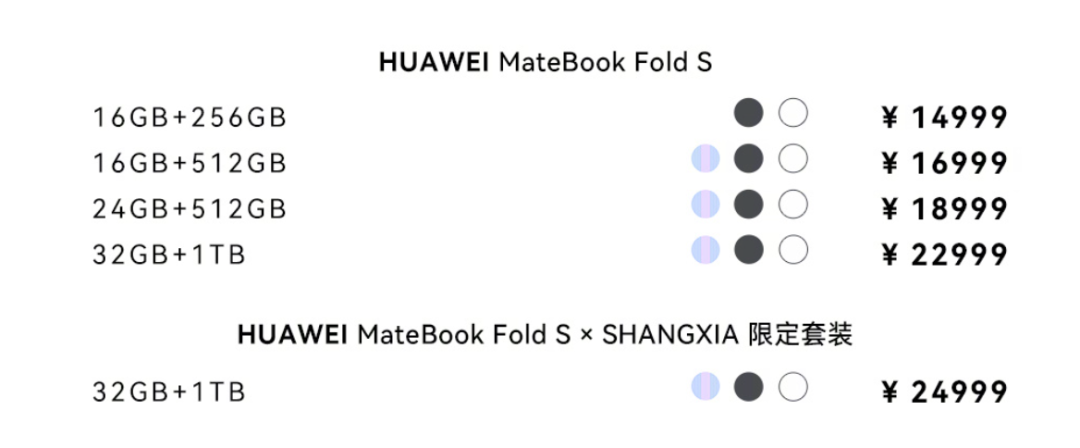 HUAWEI MateBook Fold S
16GB+256GB ¥ 14999
16GB+512GB ¥ 16999
24GB+512GB ¥ 18999
32GB+1TB ¥ 22999
HUAWEI MateBook Fold S × SHANGXIA 限定套装
32GB+1TB ¥ 24999